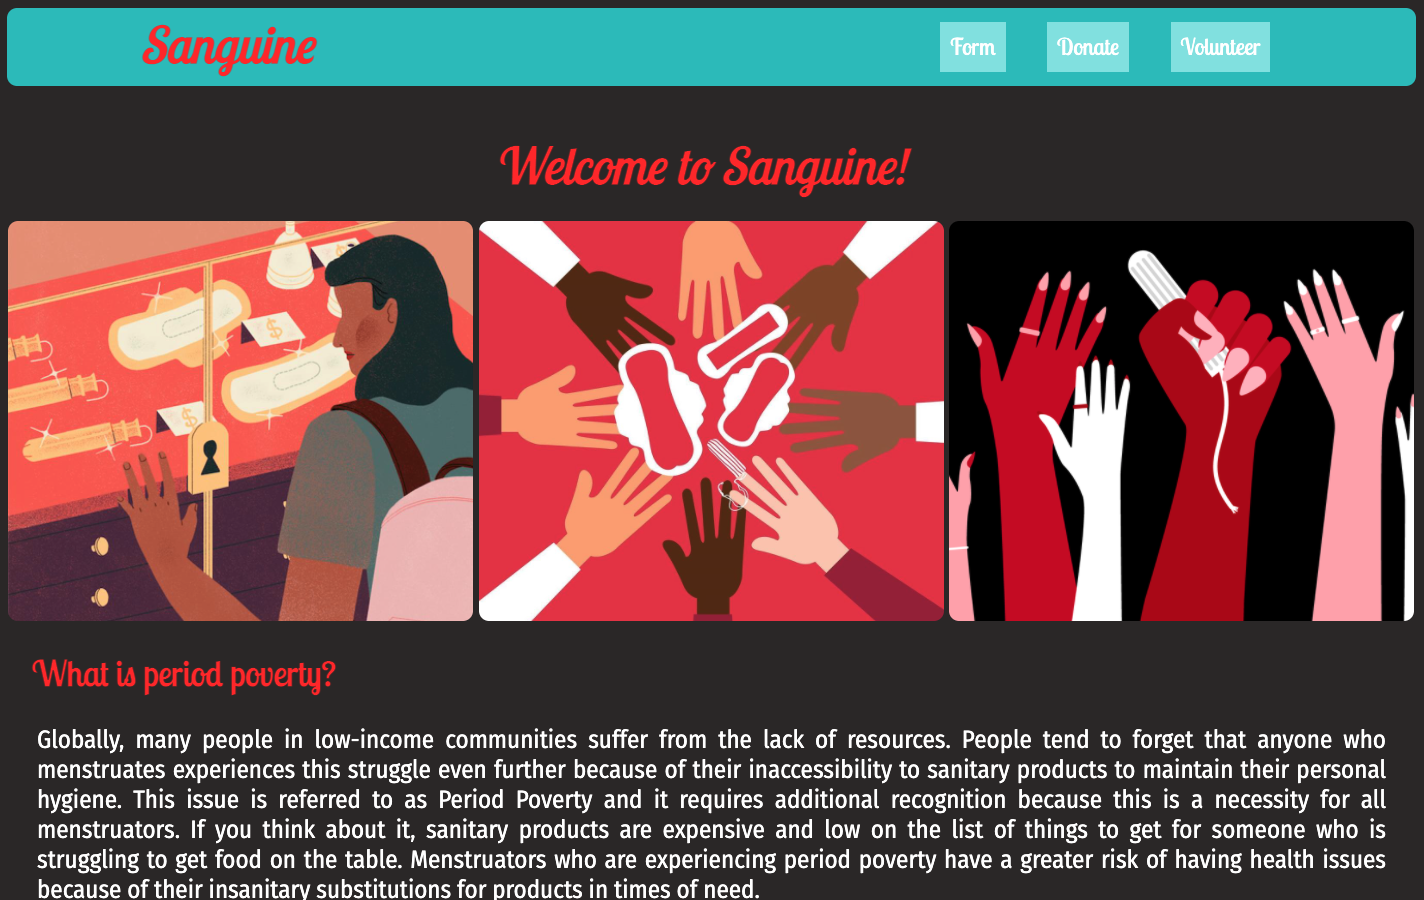 Sanguine
Form
Donate
Volunteer
Welcome to Sanguine!
$
$
What is period poverty?
Globally, many people in low-income communities suffer from the lack of resources. People tend to forget that anyone who
menstruates experiences this struggle even further because of their inaccessibility to sanitary products to maintain their personal
hygiene. This issue is referred to as Period Poverty and it requires additional recognition because this is a necessity for all
menstruators. If you think about it, sanitary products are expensive and low on the list of things to get for someone who is
struggling to get food on the table. Menstruators who are experiencing period poverty have a greater risk of having health issues
because of their insanitary substitutions for products in times of need.